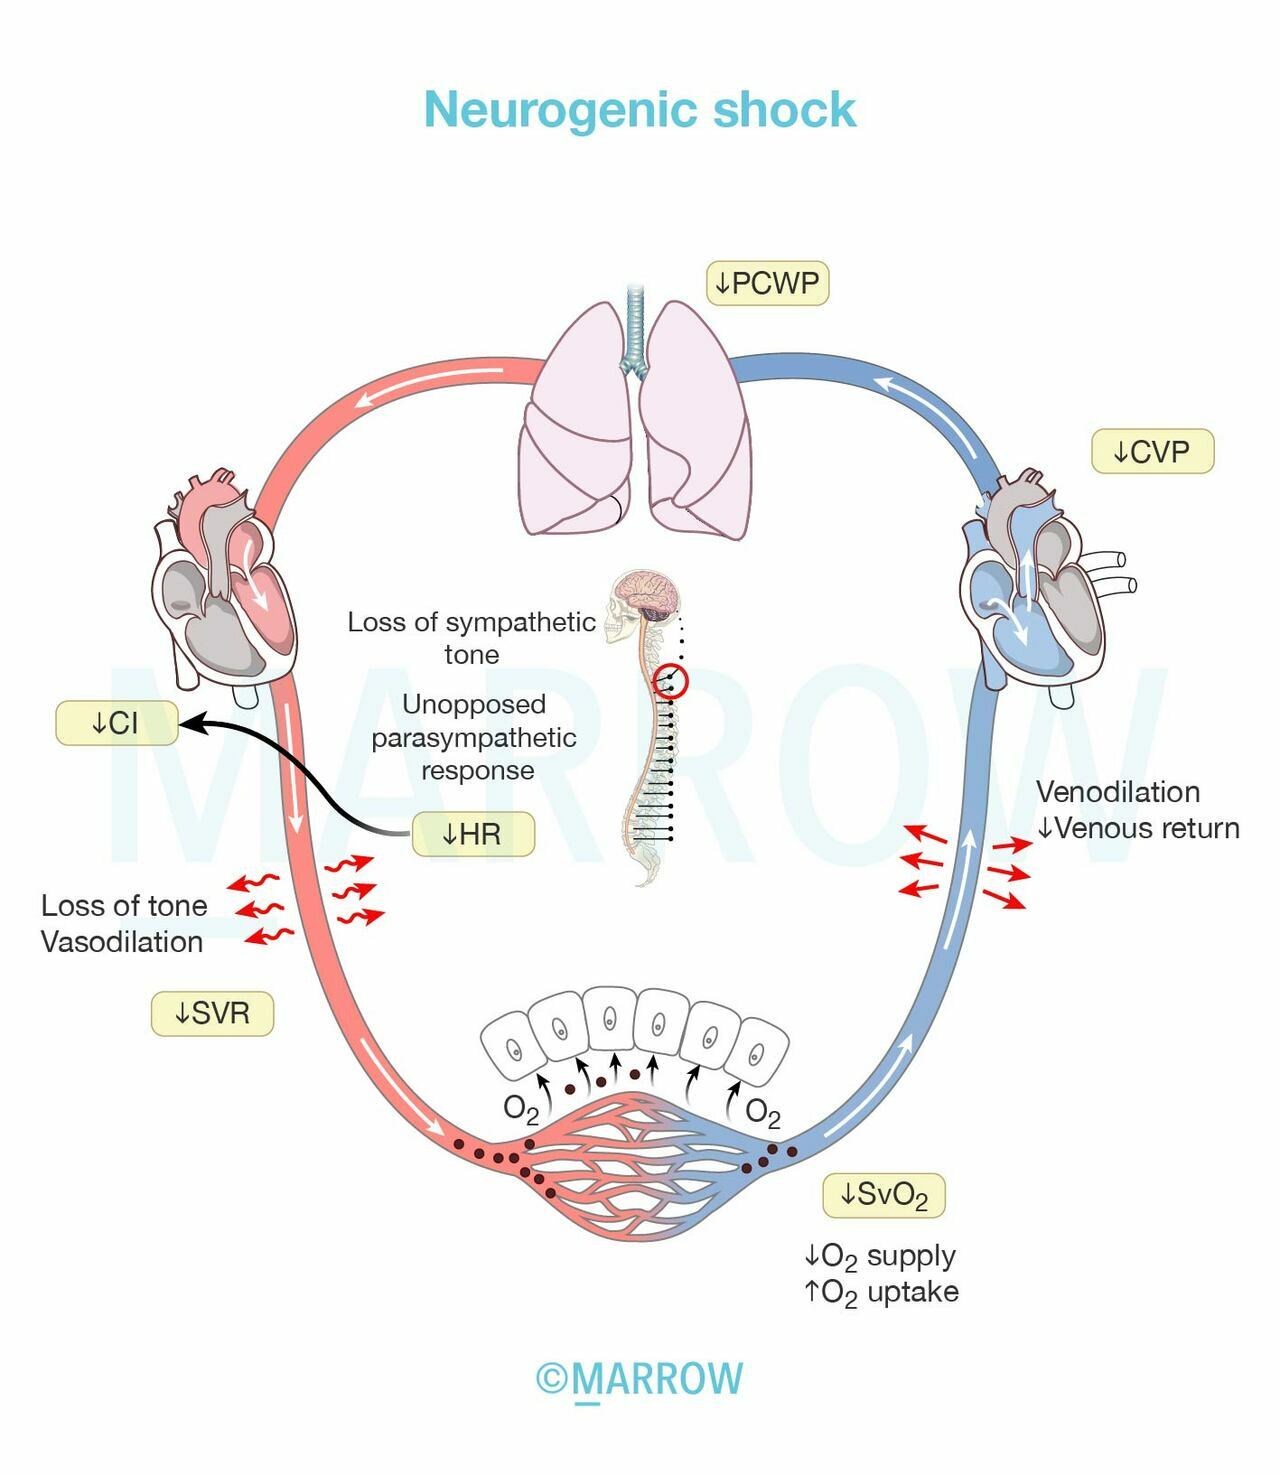 Neurogenic shock
↓PCWP
↓CVP
Loss of sympathetic
tone
Unopposed
parasympathetic
response
↓CI
↓HR
Venodilation
↓Venous return
Loss of tone
Vasodilation
↓SVR
O₂
O₂
↓SvO₂
↓O₂ supply
↑O₂ uptake
MARROW
©MARROW